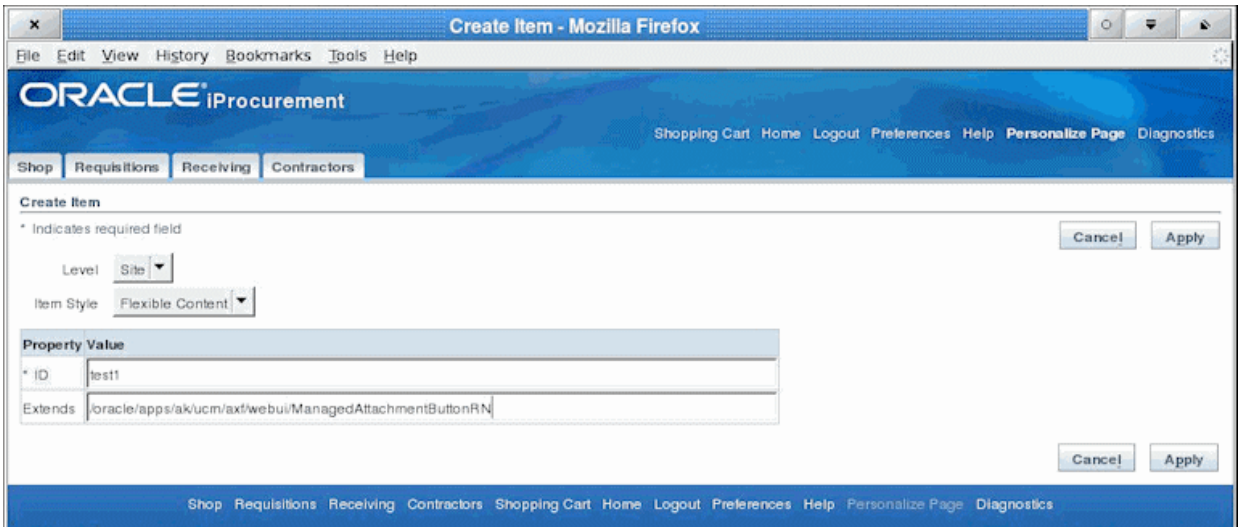 Create Item - Mozilla Firefox
File Edit View History Bookmarks Tools Help
ORACLE iProcurement
Shopping Cart Home Logout Preferences Help Personalize Page Diagnostics
Shop Requisitions Receiving Contractors
Create Item
* Indicates required field
Cancel Apply
Level Site
Item Style Flexible Content
Property Value
* ID test1
Extends /oracle/apps/ak/ucm/axf/webui/ManagedAttachmentButtonRN
Cancel Apply
Shop Requisitions Receiving Contractors Shopping Cart Home Logout Preferences Help Personalize Page Diagnostics